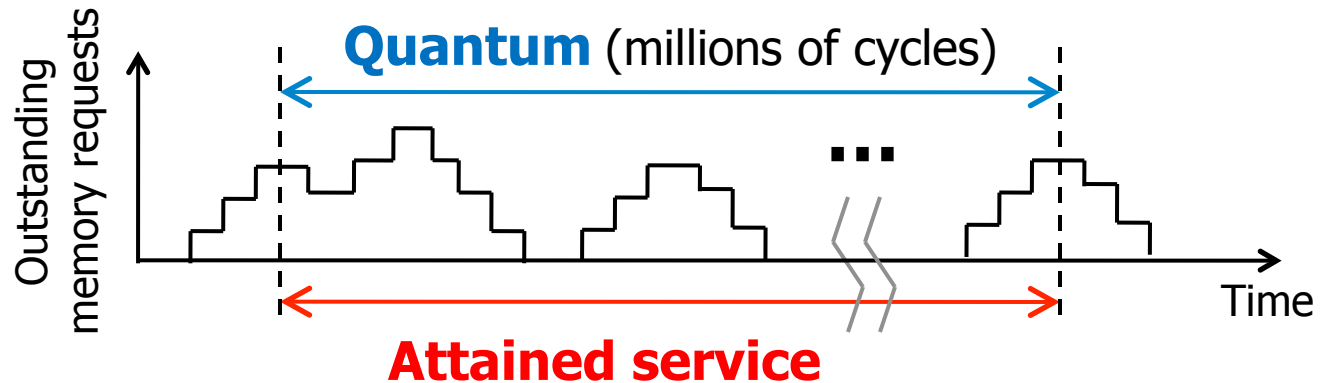 Outstanding
memory requests
Quantum (millions of cycles)
...
Time
Attained service